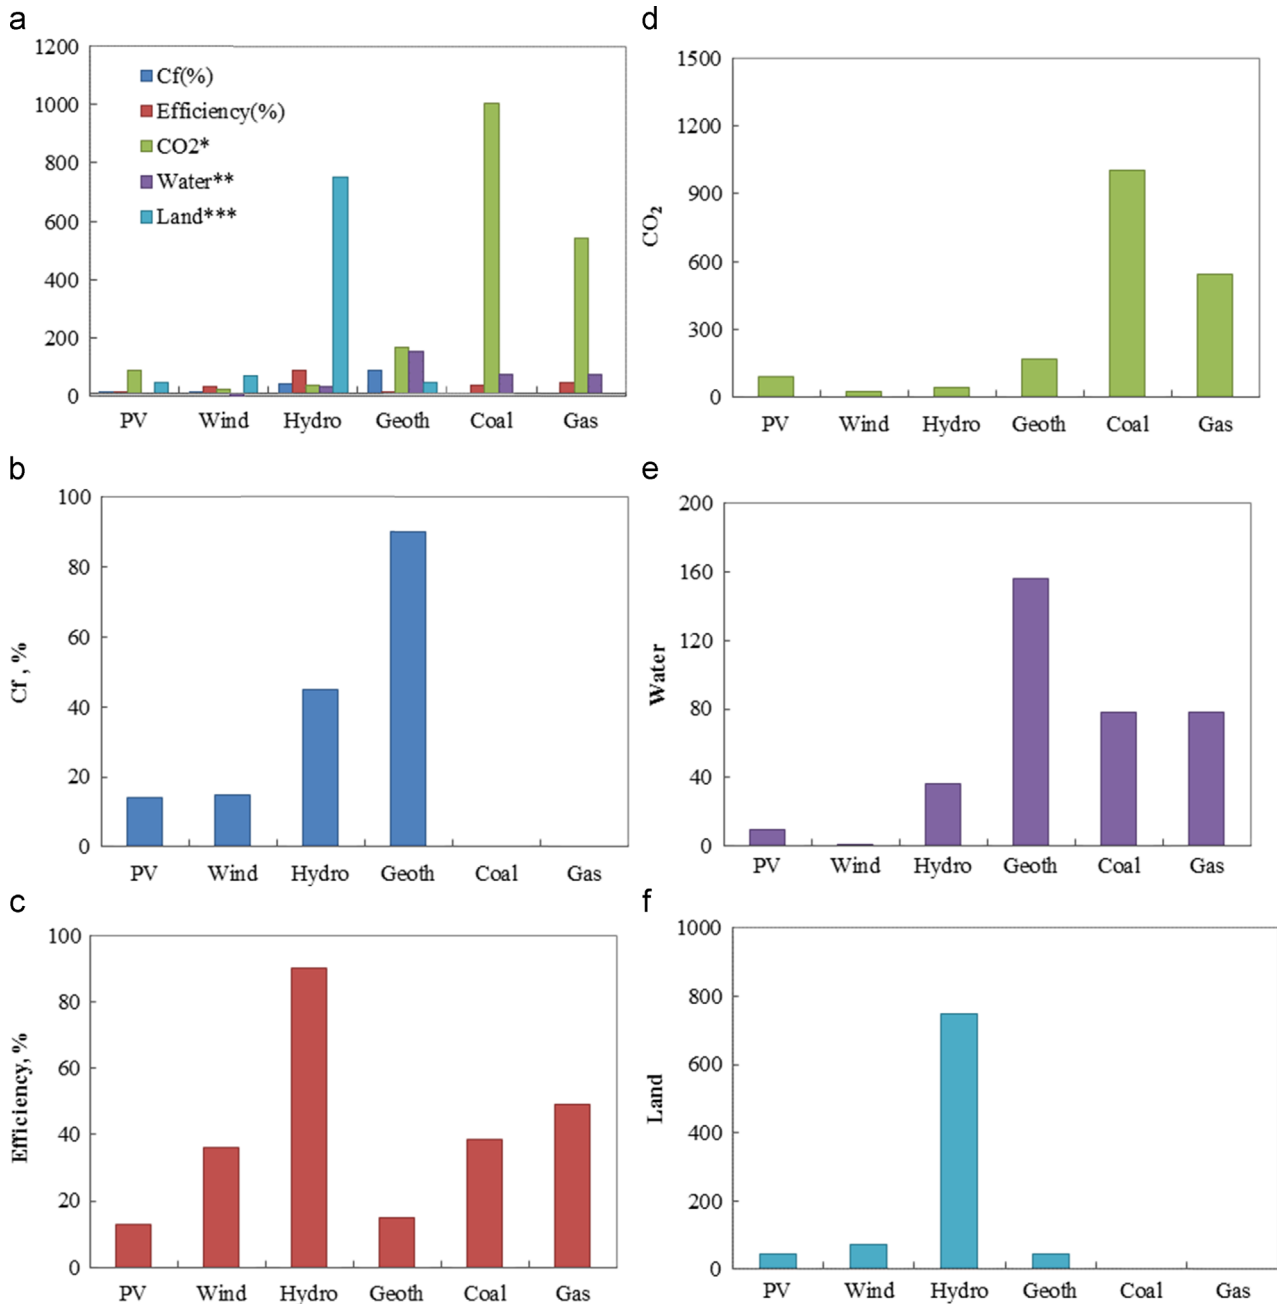 a
1200
1000
800
600
400
200
0
Cf(%)
Efficiency(%)
CO2*
Water**
Land***
PV Wind Hydro Geoth Coal Gas
d
1500
1200
900
600
300
0
CO₂
PV Wind Hydro Geoth Coal Gas
b
100
80
60
40
20
0
Cf , %
PV Wind Hydro Geoth Coal Gas
e
200
160
120
80
40
0
Water
PV Wind Hydro Geoth Coal Gas
c
100
80
60
40
20
0
Efficiency, %
PV Wind Hydro Geoth Coal Gas
f
1000
800
600
400
200
0
Land
PV Wind Hydro Geoth Coal Gas